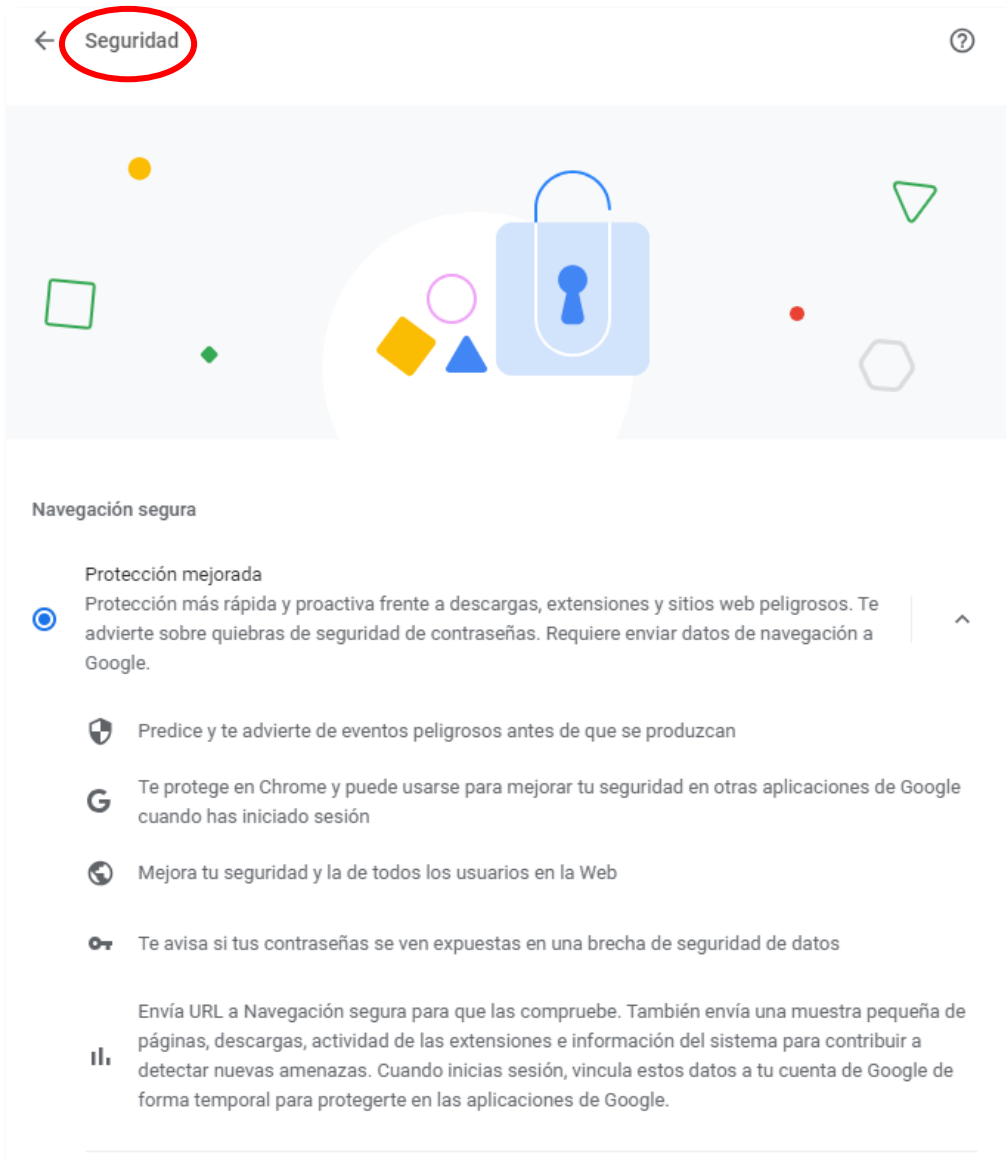 Seguridad
Navegación segura
Protección mejorada
Protección más rápida y proactiva frente a descargas, extensiones y sitios web peligrosos. Te
advierte sobre quiebras de seguridad de contraseñas. Requiere enviar datos de navegación a
Google.
Predice y te advierte de eventos peligrosos antes de que se produzcan
Te protege en Chrome y puede usarse para mejorar tu seguridad en otras aplicaciones de Google
cuando has iniciado sesión
Mejora tu seguridad y la de todos los usuarios en la Web
Te avisa si tus contraseñas se ven expuestas en una brecha de seguridad de datos
Envía URL a Navegación segura para que las compruebe. También envía una muestra pequeña de
páginas, descargas, actividad de las extensiones e información del sistema para contribuir a
detectar nuevas amenazas. Cuando inicias sesión, vincula estos datos a tu cuenta de Google de
forma temporal para protegerte en las aplicaciones de Google.